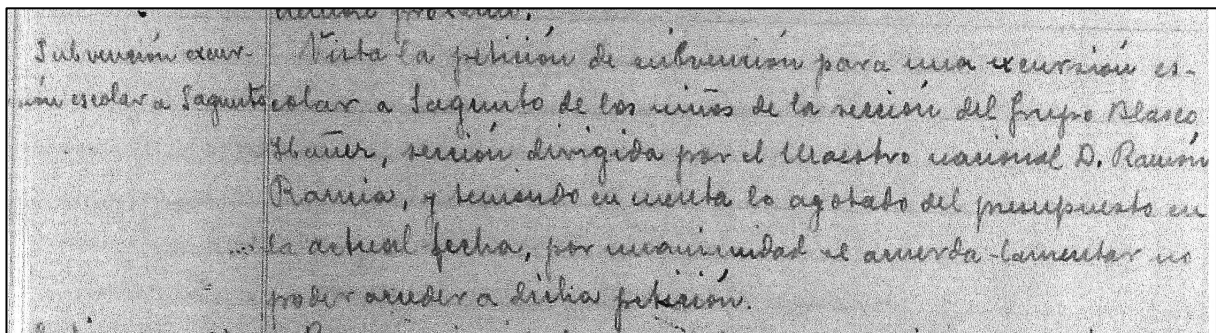 Subvención excur-
sión escolar a Sagunto
Vista la petición de subvención para una excursión es-
colar a Sagunto de los niños de la sección del Grupo Blasco
Ibañez, sección dirigida por el Maestro nacional D. Ramón
Ramia, y teniendo en cuenta lo agotado del presupuesto en
la actual fecha, por unanimidad se acuerda lamentar no
poder acceder a dicha petición.